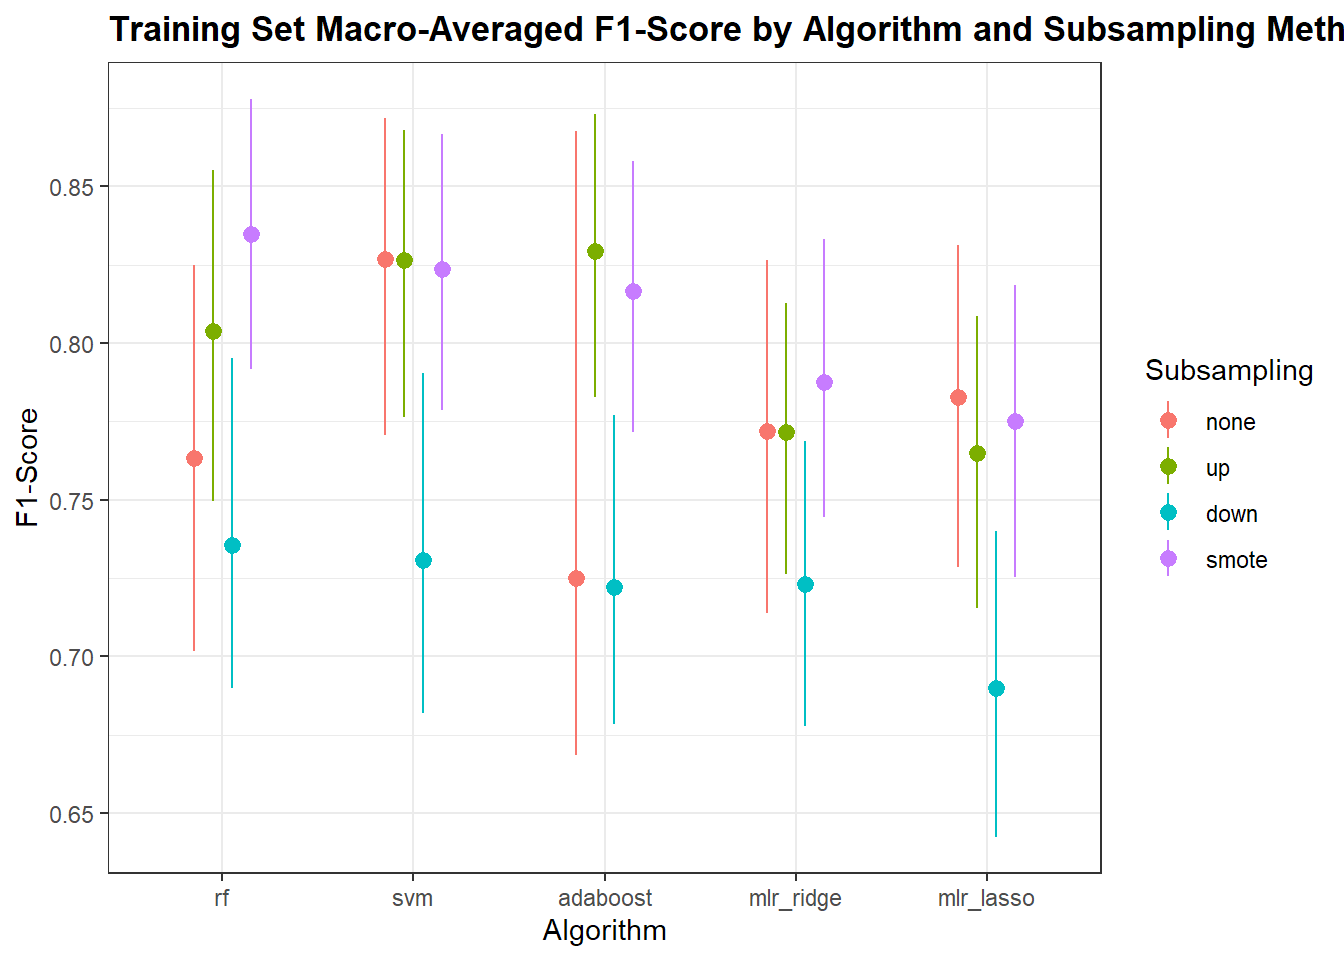 Training Set Macro-Averaged F1-Score by Algorithm and Subsampling Meth
F1-Score
0.85
0.80
0.75
0.70
0.65
rf svm adaboost mlr_ridge mlr_lasso
Algorithm
Subsampling
none
up
down
smote